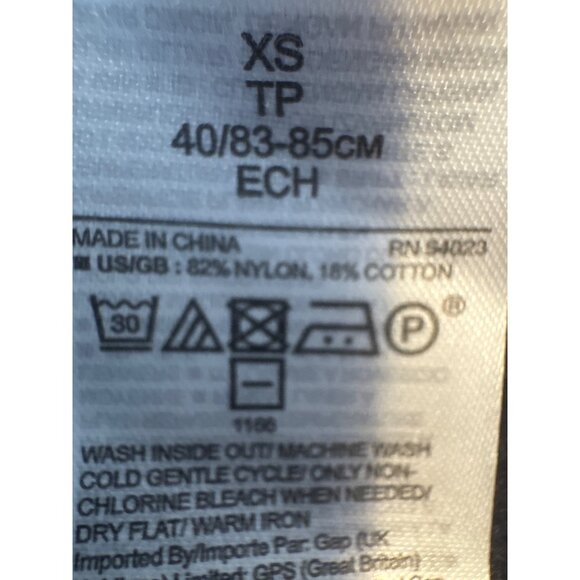 XS
TP
40/83-85CM
ECH
MADE IN CHINA RN 54023
US/GB : 82% NYLON, 18% COTTON
30 P ®
1166
WASH INSIDE OUT/ MACHINE WASH
COLD GENTLE CYCLE/ ONLY NON-
CHLORINE BLEACH WHEN NEEDED/
DRY FLAT/ WARM IRON
Imported By/Importe Par: Gap (UK
Limited: GPS (Great Britain)